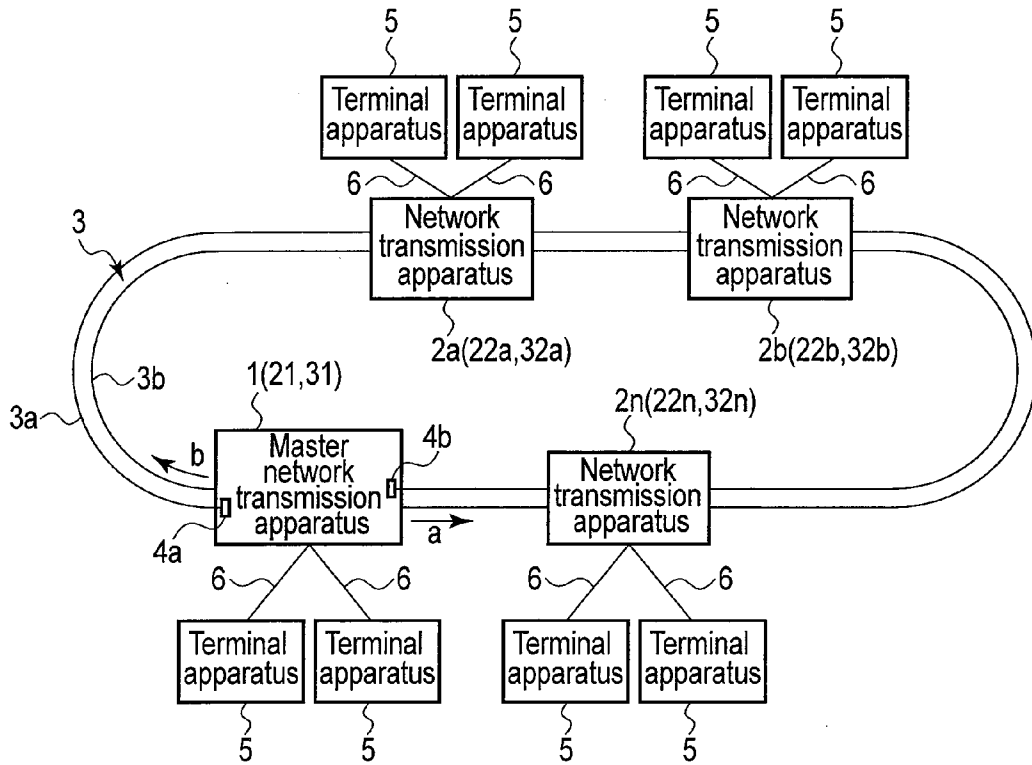 5 5 5 5
Terminal apparatus
Terminal apparatus
Terminal apparatus
Terminal apparatus
6 6 6 6
3
Network transmission apparatus
Network transmission apparatus
2a(22a,32a)
2b(22b,32b)
3b
3a
1(21,31)
2n(22n,32n)
b
Master network transmission apparatus
4b
Network transmission apparatus
4a
a
6 6 6 6
Terminal apparatus
Terminal apparatus
Terminal apparatus
Terminal apparatus
5 5 5 5